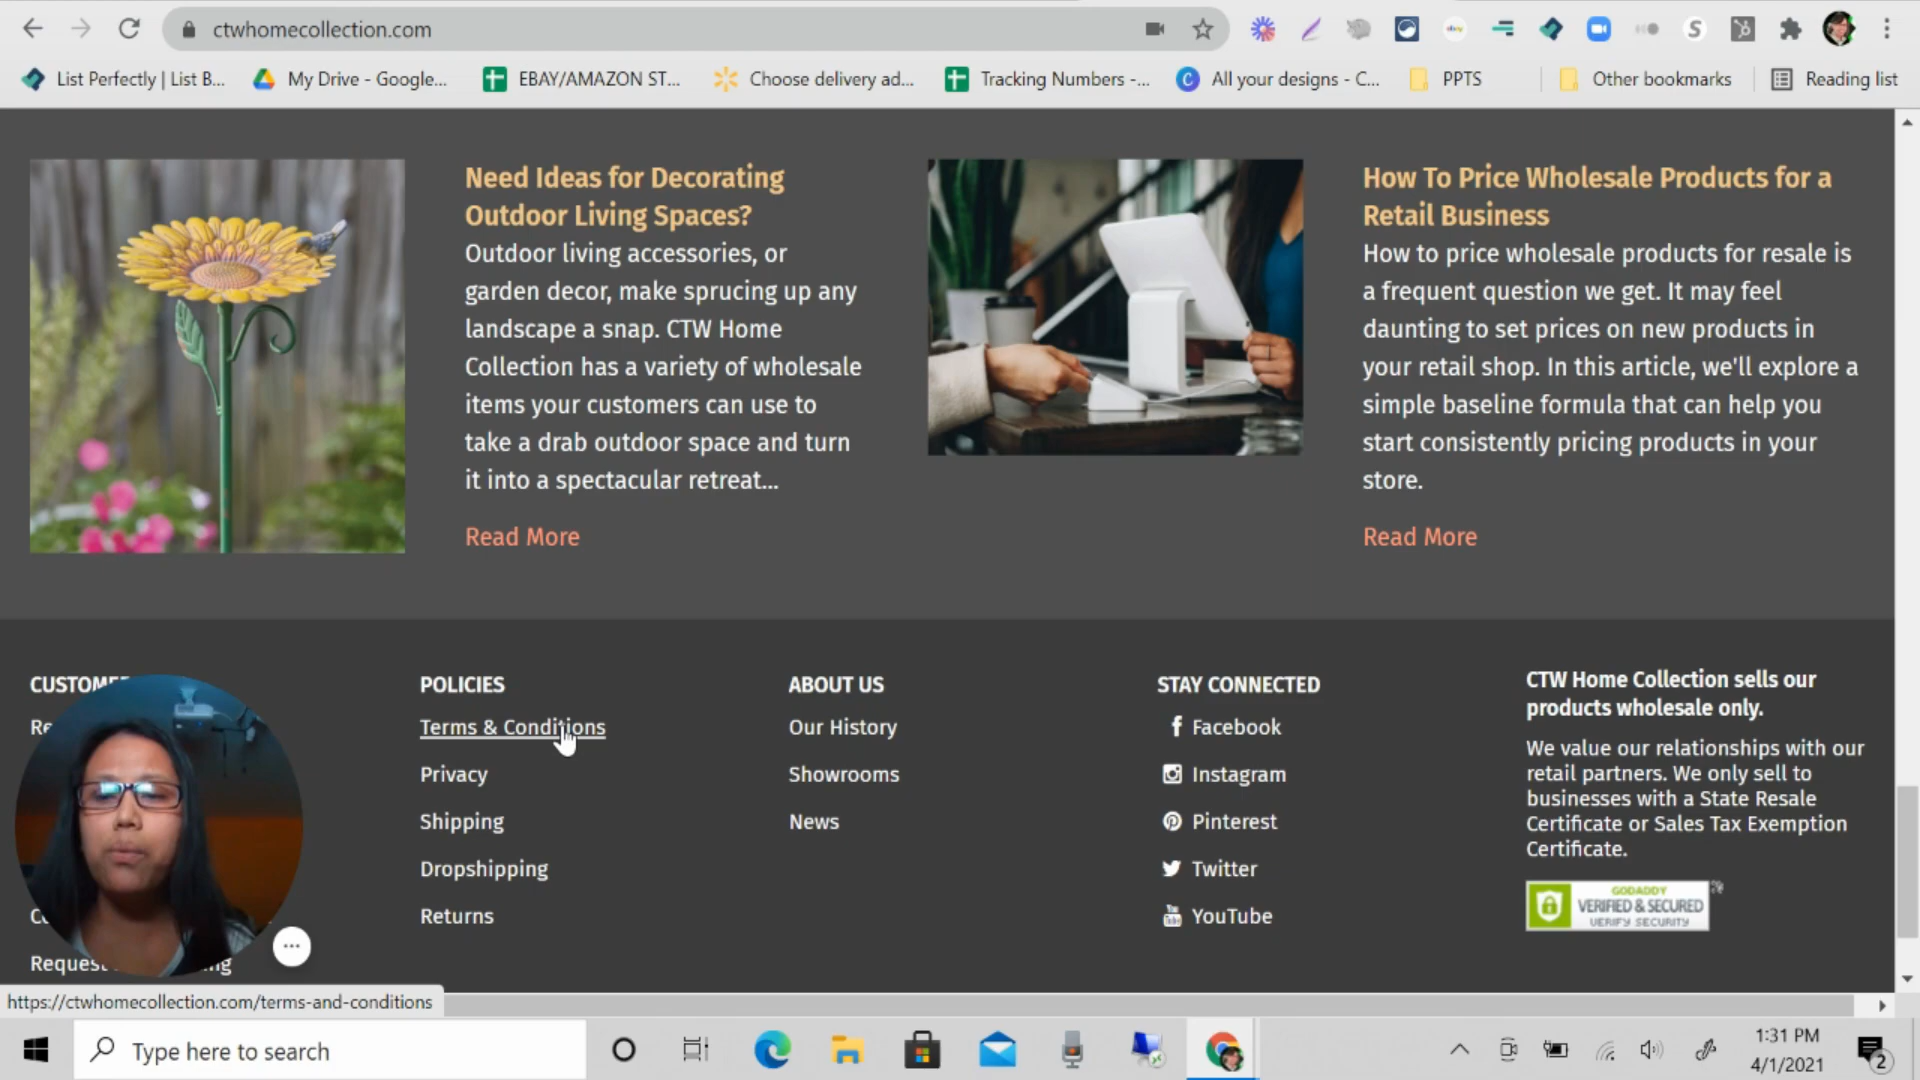 ctwhomecollection.com
List Perfectly | List B...
My Drive - Google...
EBAY/AMAZON ST...
Choose delivery ad...
Tracking Numbers -...
All your designs - C...
PPTS
Other bookmarks
Reading list
Need Ideas for Decorating
Outdoor Living Spaces?
Outdoor living accessories, or
garden decor, make sprucing up any
landscape a snap. CTW Home
Collection has a variety of wholesale
items your customers can use to
take a drab outdoor space and turn
it into a spectacular retreat...
Read More
How To Price Wholesale Products for a
Retail Business
How to price wholesale products for resale is
a frequent question we get. It may feel
daunting to set prices on new products in
your retail shop. In this article, we'll explore a
simple baseline formula that can help you
start consistently pricing products in your
store.
Read More
POLICIES
Terms & Conditions
Privacy
Shipping
Dropshipping
Returns
ABOUT US
Our History
Showrooms
News
STAY CONNECTED
Facebook
Instagram
Pinterest
Twitter
YouTube
CTW Home Collection sells our
products wholesale only.
We value our relationships with our
retail partners. We only sell to
businesses with a State Resale
Certificate or Sales Tax Exemption
Certificate.
GODADDY
VERIFIED & SECURED
VERIFY SECURITY
https://ctwhomecollection.com/terms-and-conditions
Type here to search
1:31 PM
4/1/2021
2